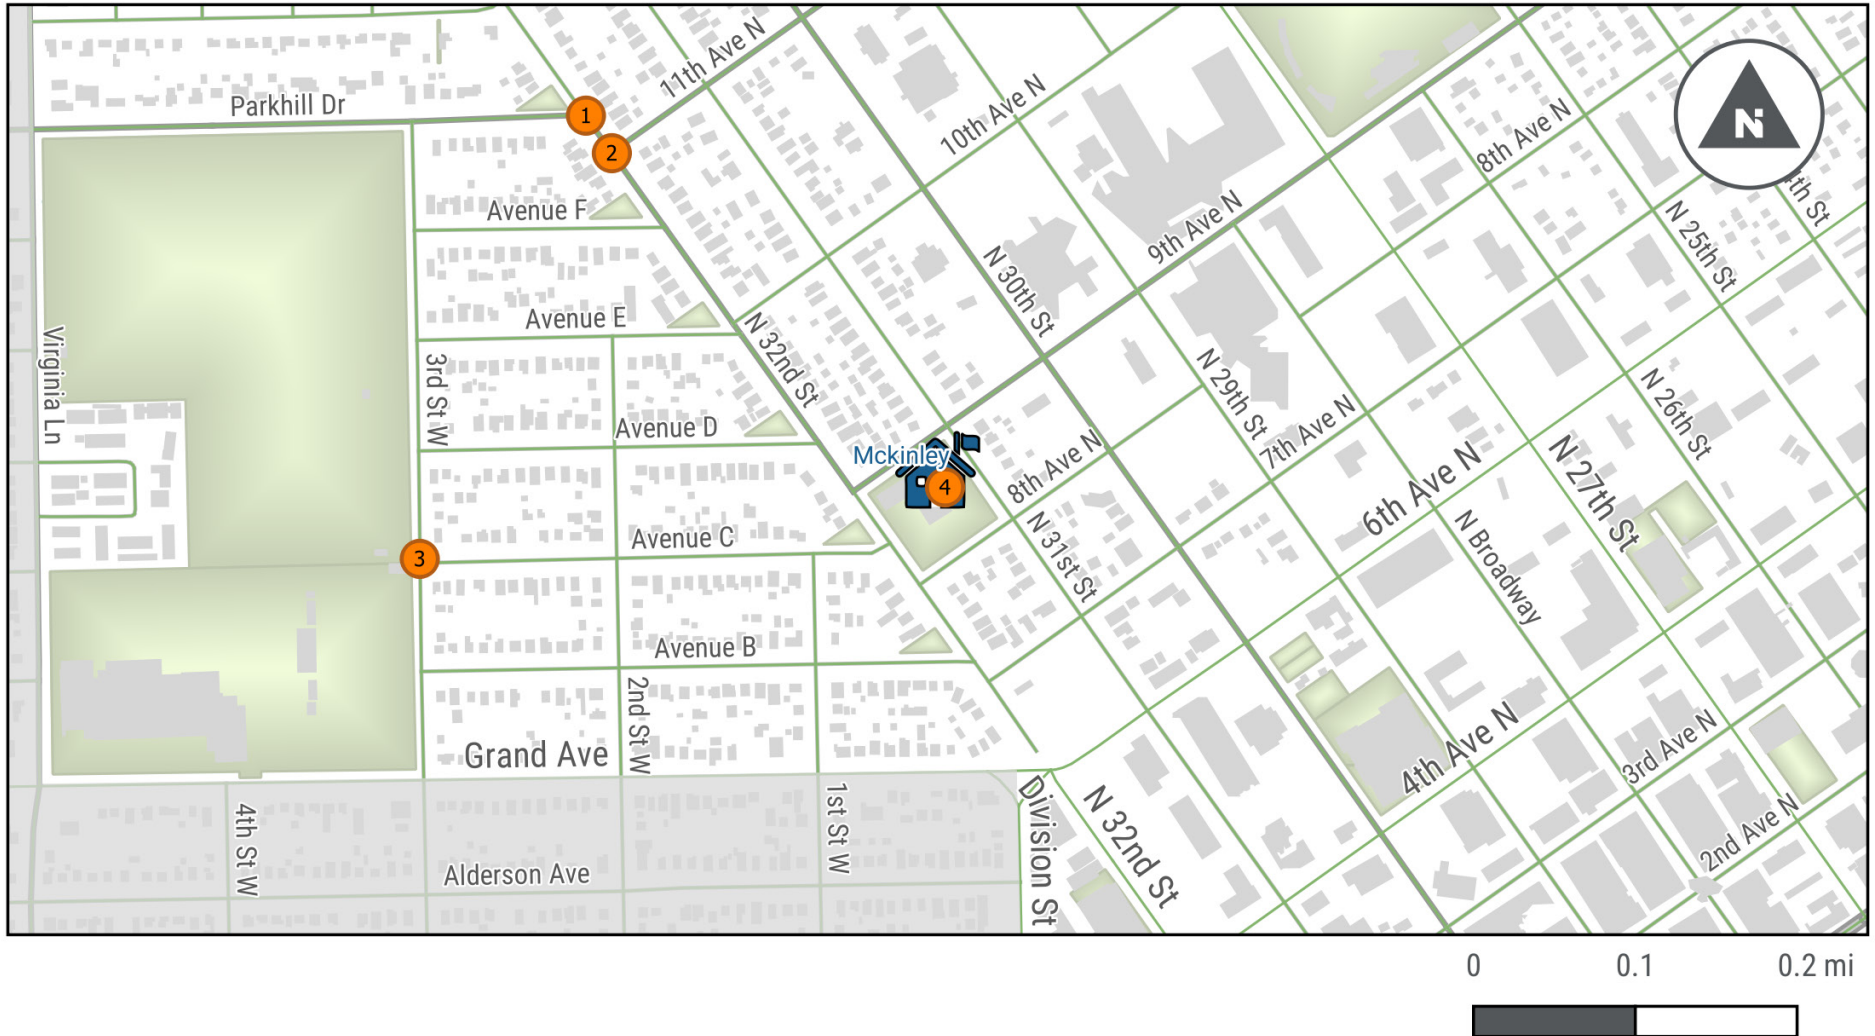 11th Ave N
Parkhill Dr
1
2
10th Ave N
8th Ave N
N
4th St
Avenue F
9th Ave N
N 25th St
N 30th St
Avenue E
N 32nd St
Virginia Ln
3rd St W
N 29th St
N 26th St
Avenue D
7th Ave N
Mckinley
4
8th Ave N
6th Ave N
N 27th St
Avenue C
3
N 31st St
N Broadway
Avenue B
2nd St W
Grand Ave
4th Ave N
3rd Ave N
4th St W
1st St W
Division St
N 32nd St
2nd Ave N
Alderson Ave
0 0.1 0.2 mi